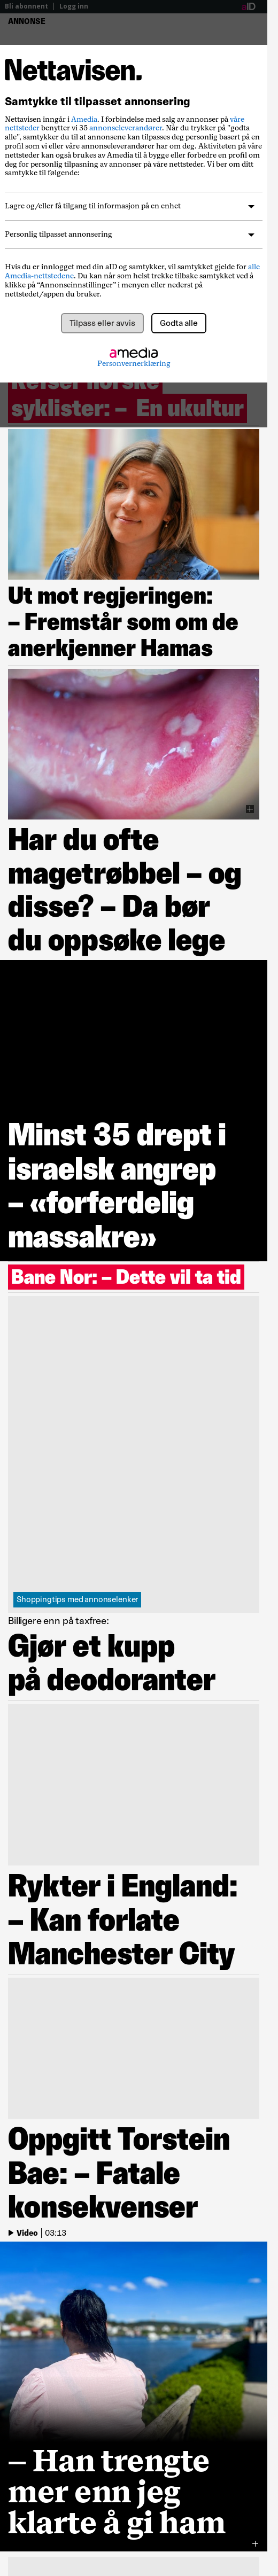 Bli abonnent | Logg inn
aID
ANNONSE
Nettavisen.
Samtykke til tilpasset annonsering
Nettavisen inngår i Amedia. I forbindelse med salg av annonser på våre
nettsteder benytter vi 35 annonseleverandører. Når du trykker på "godta
alle", samtykker du til at annonsene kan tilpasses deg personlig basert på en
profil som vi eller våre annonseleverandører har om deg. Aktiviteten på våre
nettsteder kan også brukes av Amedia til å bygge eller forbedre en profil om
deg for personlig tilpasning av annonser på våre nettsteder. Vi ber om ditt
samtykke til følgende:
Lagre og/eller få tilgang til informasjon på en enhet
Personlig tilpasset annonsering
Hvis du er innlogget med din aID og samtykker, vil samtykket gjelde for alle
Amedia-nettstedene. Du kan når som helst trekke tilbake samtykket ved å
klikke på “Annonseinnstillinger” i menyen eller nederst på
nettstedet/appen du bruker.
Tilpass eller avvis
Godta alle
amedia
Personvernerklæring
syklister: – En ukultur
Ut mot regjeringen:
– Fremstår som om de
anerkjenner Hamas
Har du ofte
magetrøbbel – og
disse? – Da bør
du oppsøke lege
Minst 35 drept i
israelsk angrep
– «forferdelig
massakre»
Bane Nor: – Dette vil ta tid
Shoppingtips med annonselenker
Billigere enn på taxfree:
Gjør et kupp
på deodoranter
Rykter i England:
– Kan forlate
Manchester City
Oppgitt Torstein
Bae: – Fatale
konsekvenser
Video | 03:13
– Han trengte
mer enn jeg
klarte å gi ham